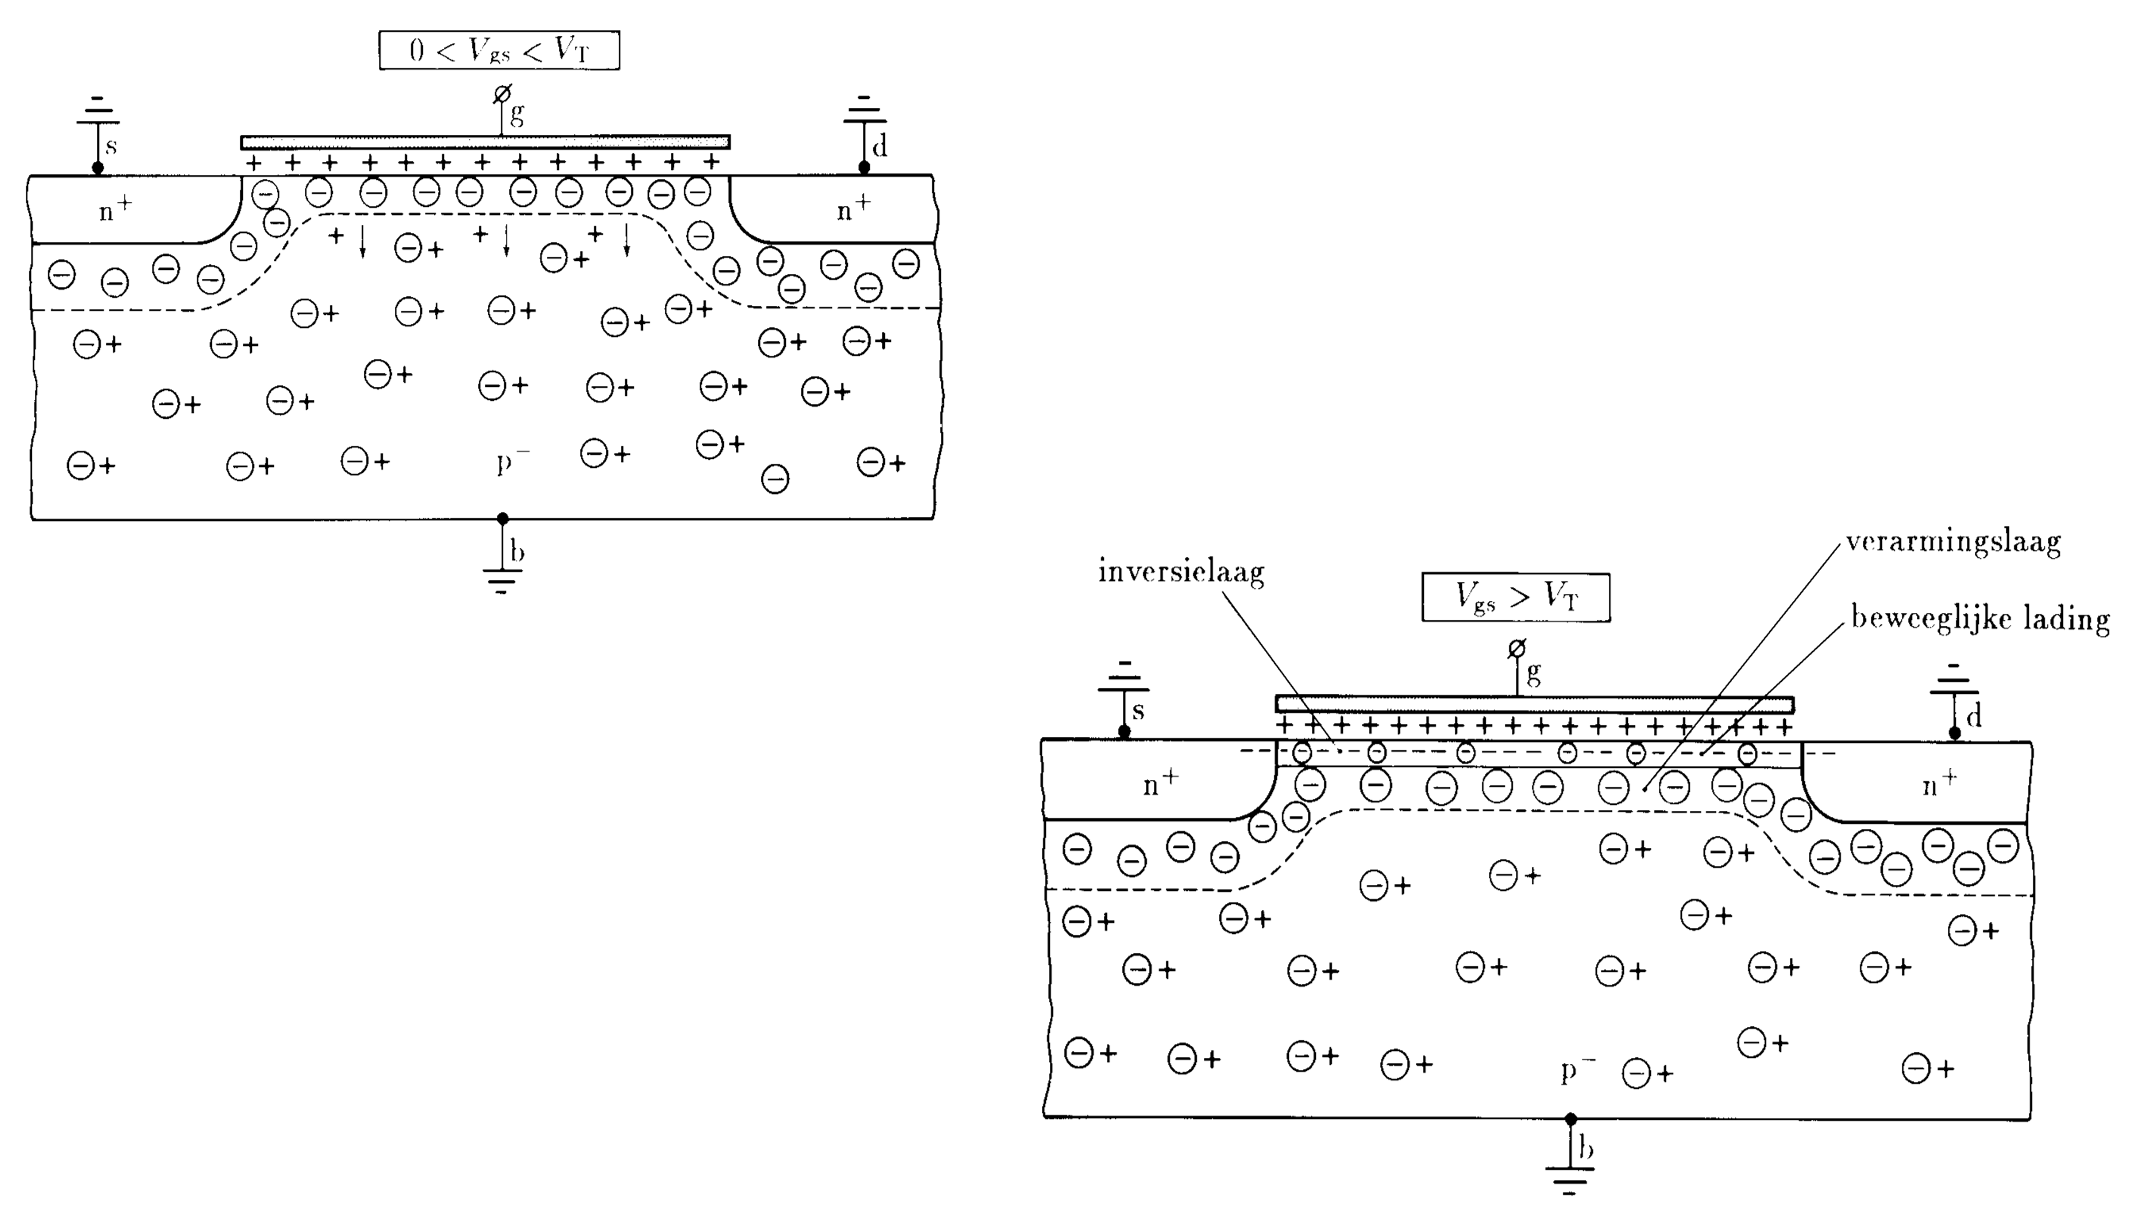 0 < V_gs < V_T
g
s
d
n⁺
n⁺
p⁻
b
inversielaag
verarmingslaag
V_gs > V_T
beweeglijke lading
g
s
d
n⁺
n⁺
p⁻
b